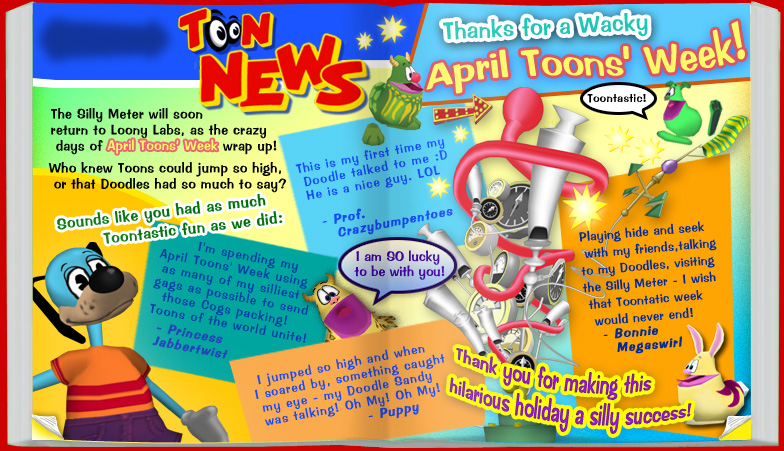 TOON
NEWS
The Silly Meter will soon
return to Loony Labs, as the crazy
days of April Toons' Week wrap up!
Who knew Toons could jump so high,
or that Doodles had so much to say?
Sounds like you had as much
Toontastic fun as we did:
This is my first time my
Doodle talked to me :D
He is a nice guy. LOL
- Prof.
Crazybumpentoes
I'm spending my
April Toons' Week using
as many of my silliest
gags as possible to send
those Cogs packing!
Toons of the world unite!
- Princess
Jabbertwist
I am SO lucky
to be with you!
I jumped so high and when
I soared by, something caught
my eye - my Doodle Sandy
was talking! Oh My! Oh My!
- Puppy
Thanks for a Wacky
April Toons' Week!
Toontastic!
Playing hide and seek
with my friends,talking
to my Doodles, visiting
the Silly Meter - I wish
that Toontatic week
would never end!
- Bonnie
Megaswirl
Thank you for making this
hilarious holiday a silly success!